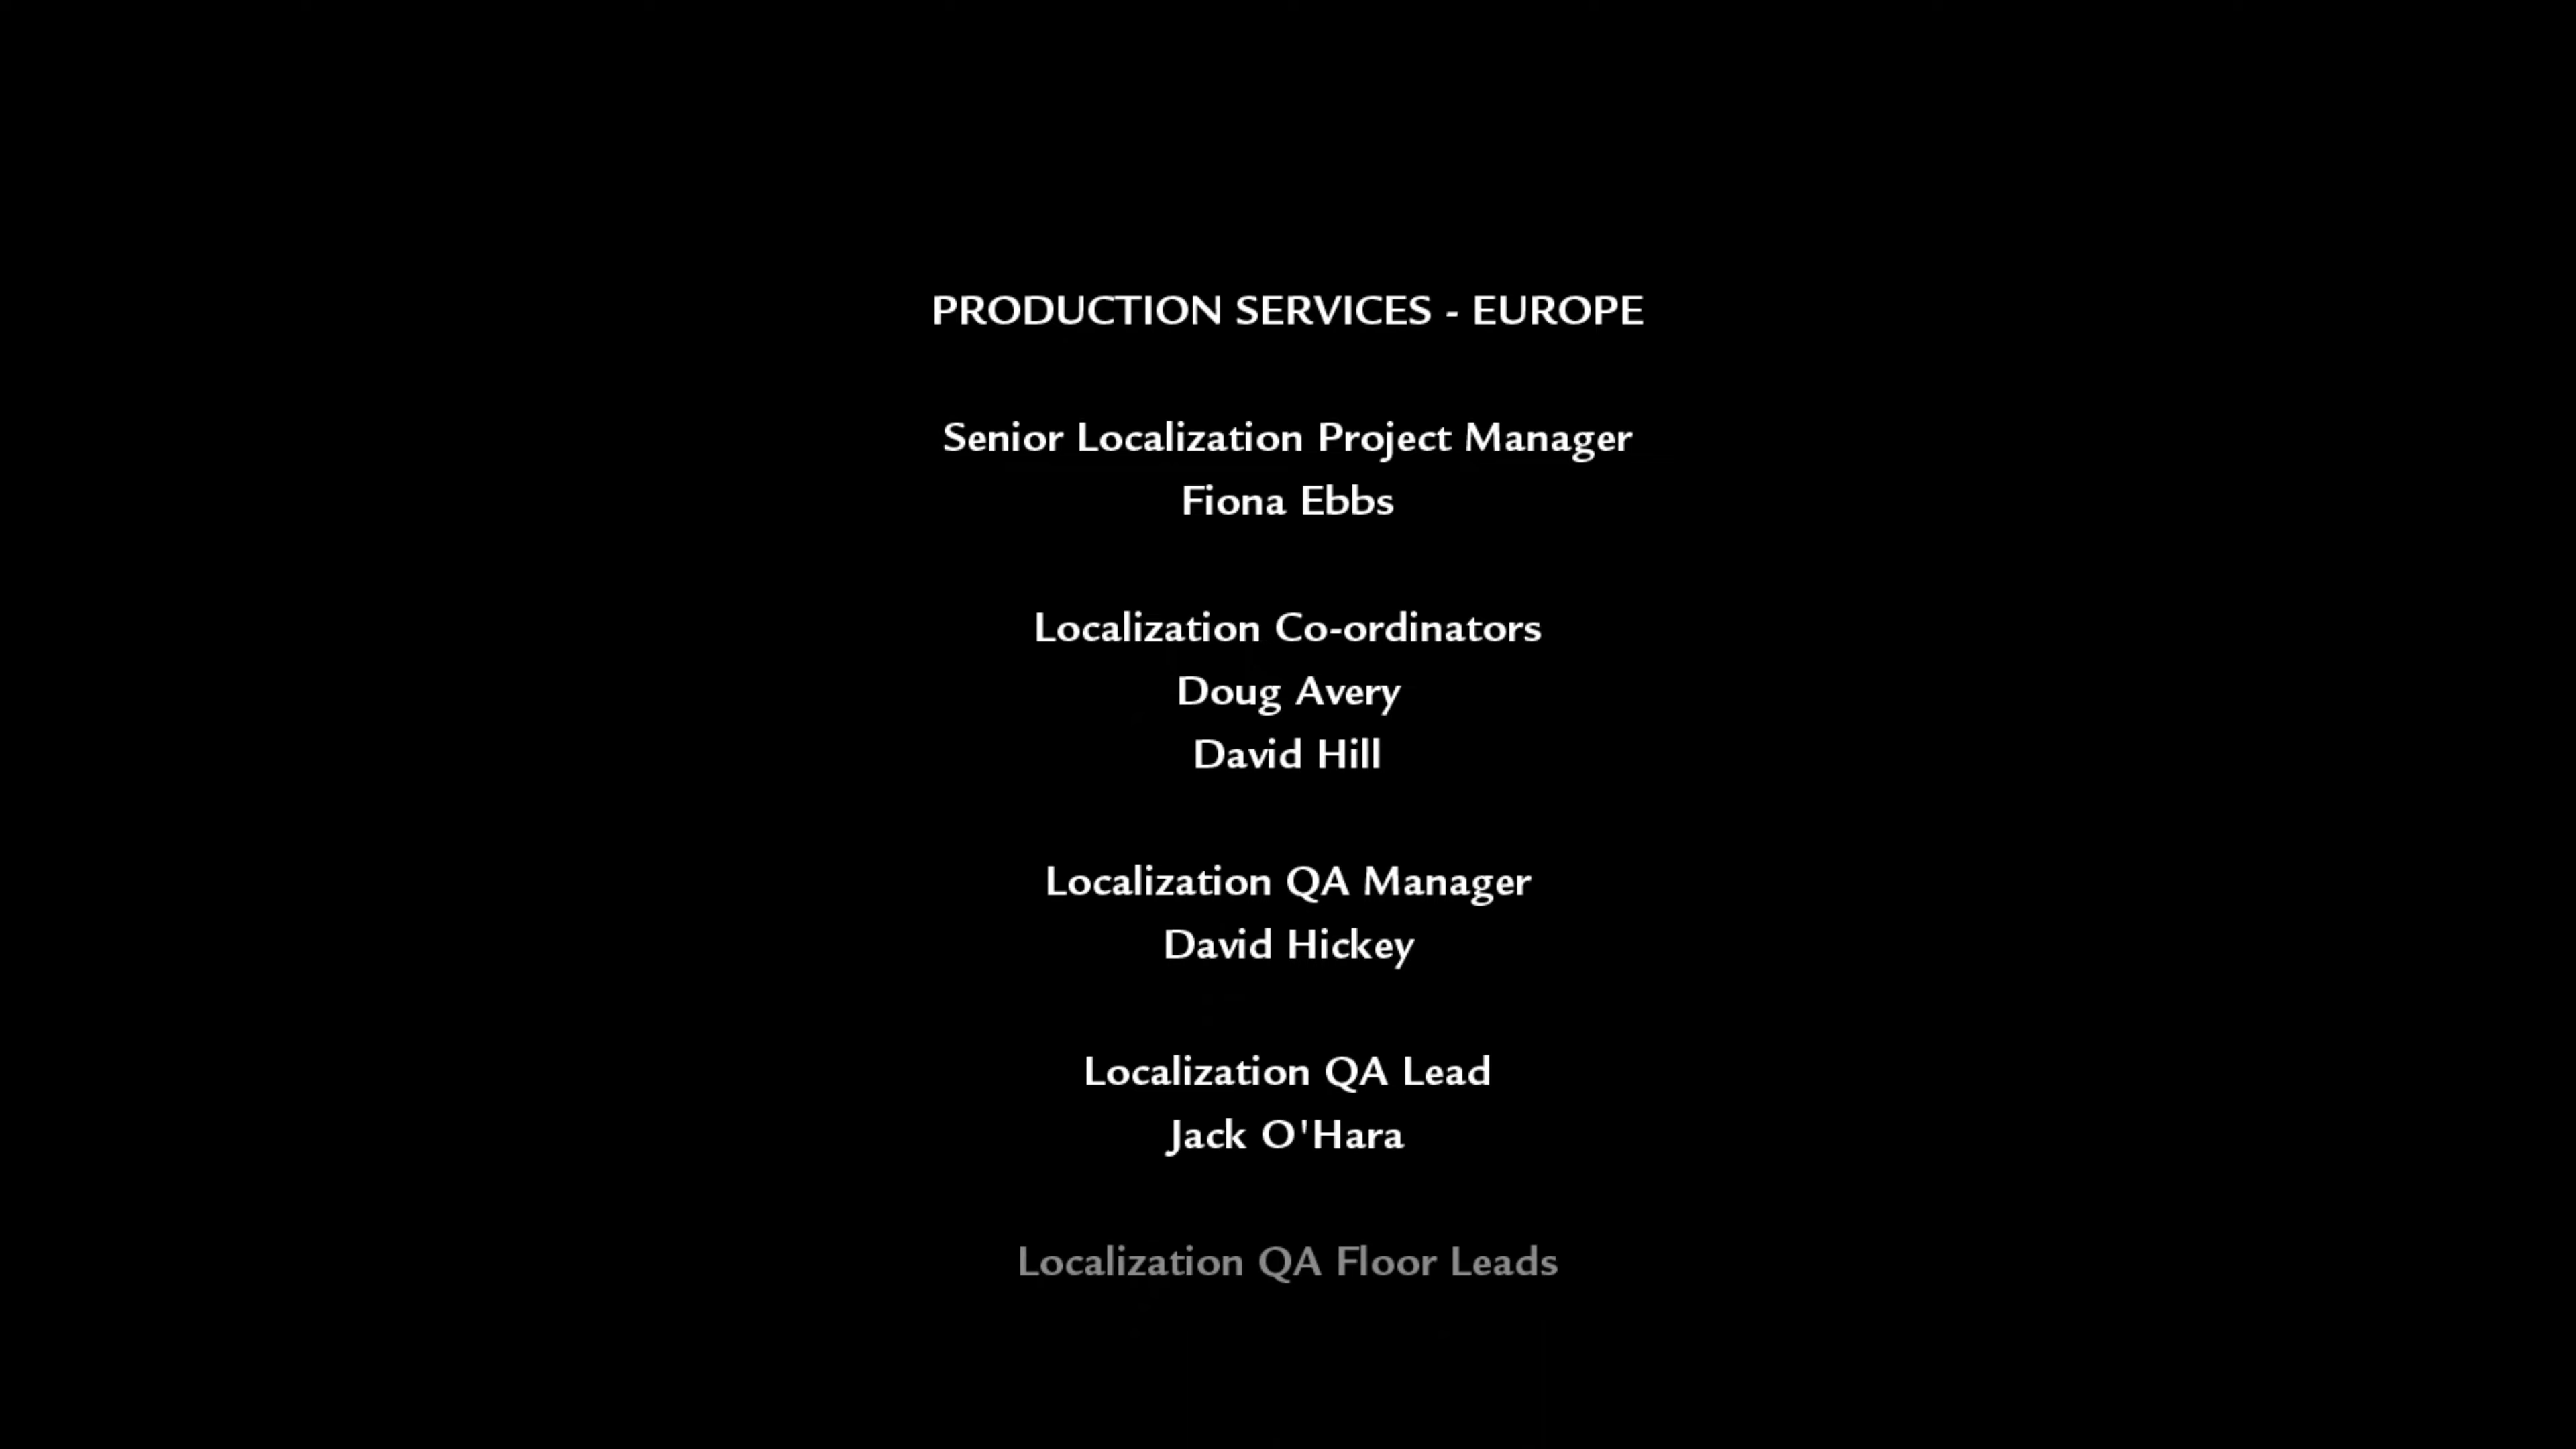 PRODUCTION SERVICES - EUROPE
Senior Localization Project Manager
Fiona Ebbs
Localization Co-ordinators
Doug Avery
David Hill
Localization QA Manager
David Hickey
Localization QA Lead
Jack O'Hara
Localization QA Floor Leads